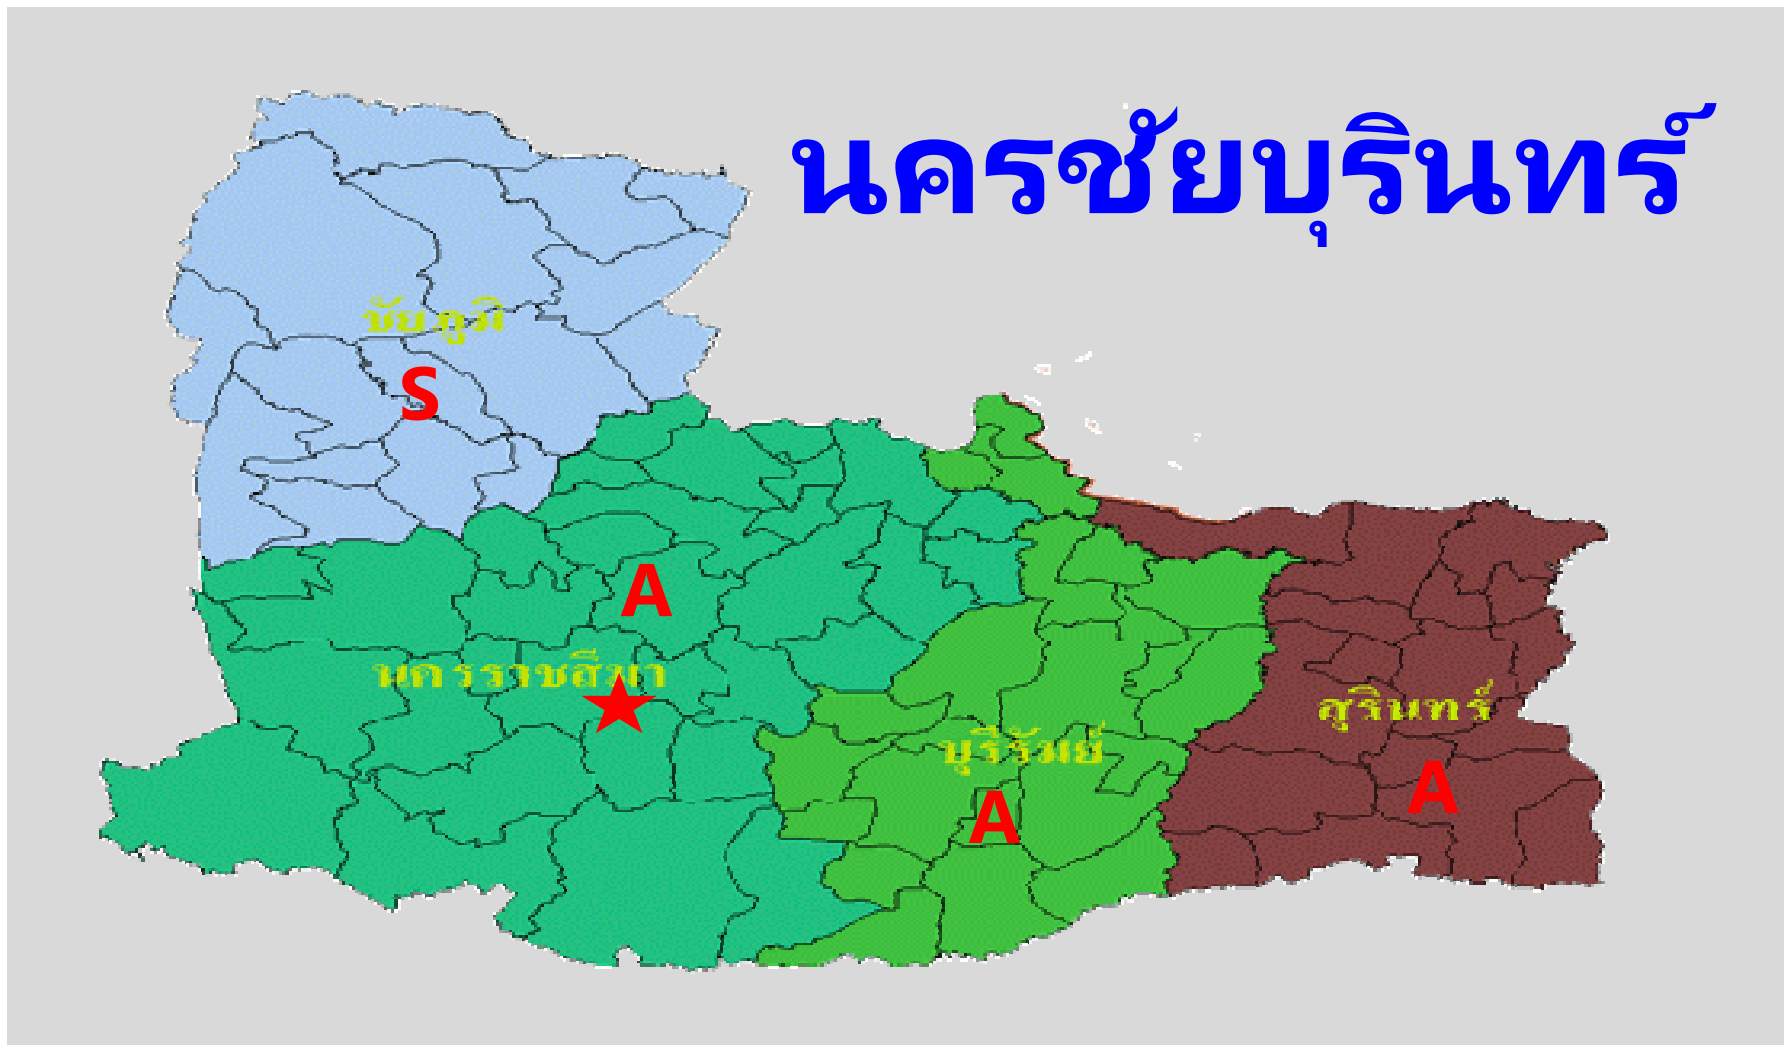 นครชัยบุรินทร์
ชัยภูมิ
S
A
นครราชสีมา
สุรินทร์
บุรีรัมย์
A
A